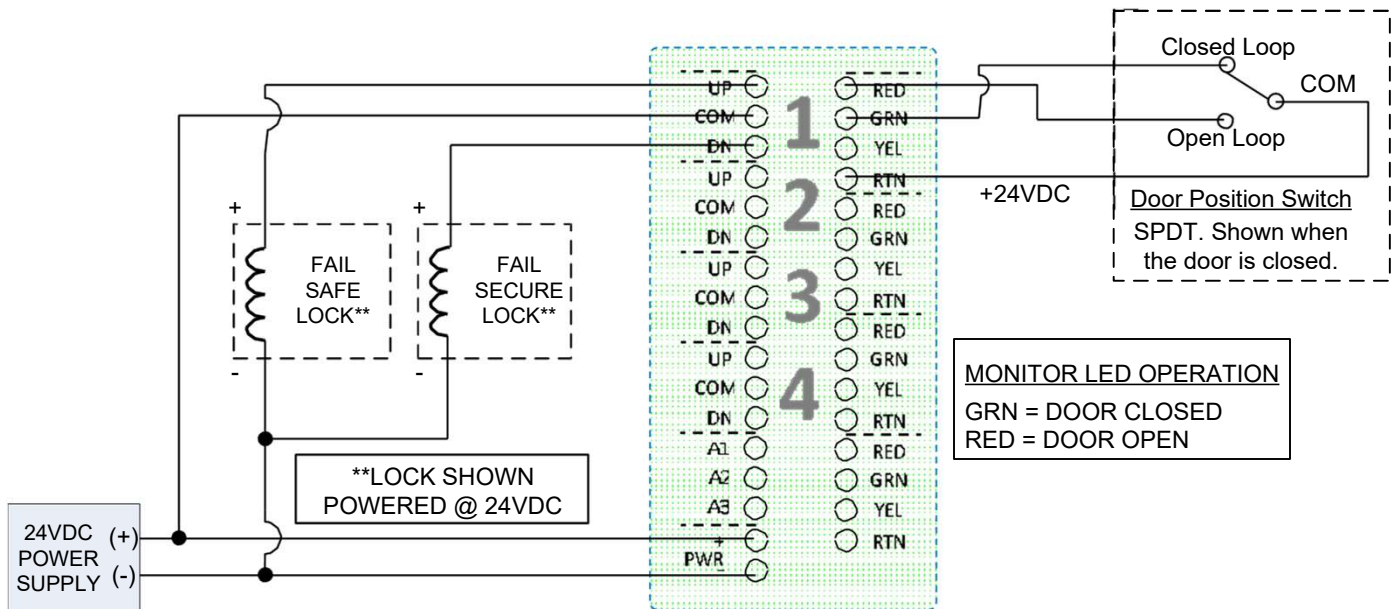 UP
COM
DN
UP
COM
DN
UP
COM
DN
UP
COM
DN
A1
A2
A3
+
PWR
-
1
2
3
4
RED
GRN
YEL
RTN
RED
GRN
YEL
RTN
RED
GRN
YEL
RTN
RED
GRN
YEL
RTN
Closed Loop
COM
Open Loop
+24VDC
Door Position Switch
SPDT. Shown when
the door is closed.
+
FAIL
SAFE
LOCK**
-
+
FAIL
SECURE
LOCK**
-
MONITOR LED OPERATION
GRN = DOOR CLOSED
RED = DOOR OPEN
**LOCK SHOWN
POWERED @ 24VDC
24VDC (+)
POWER
SUPPLY (-)